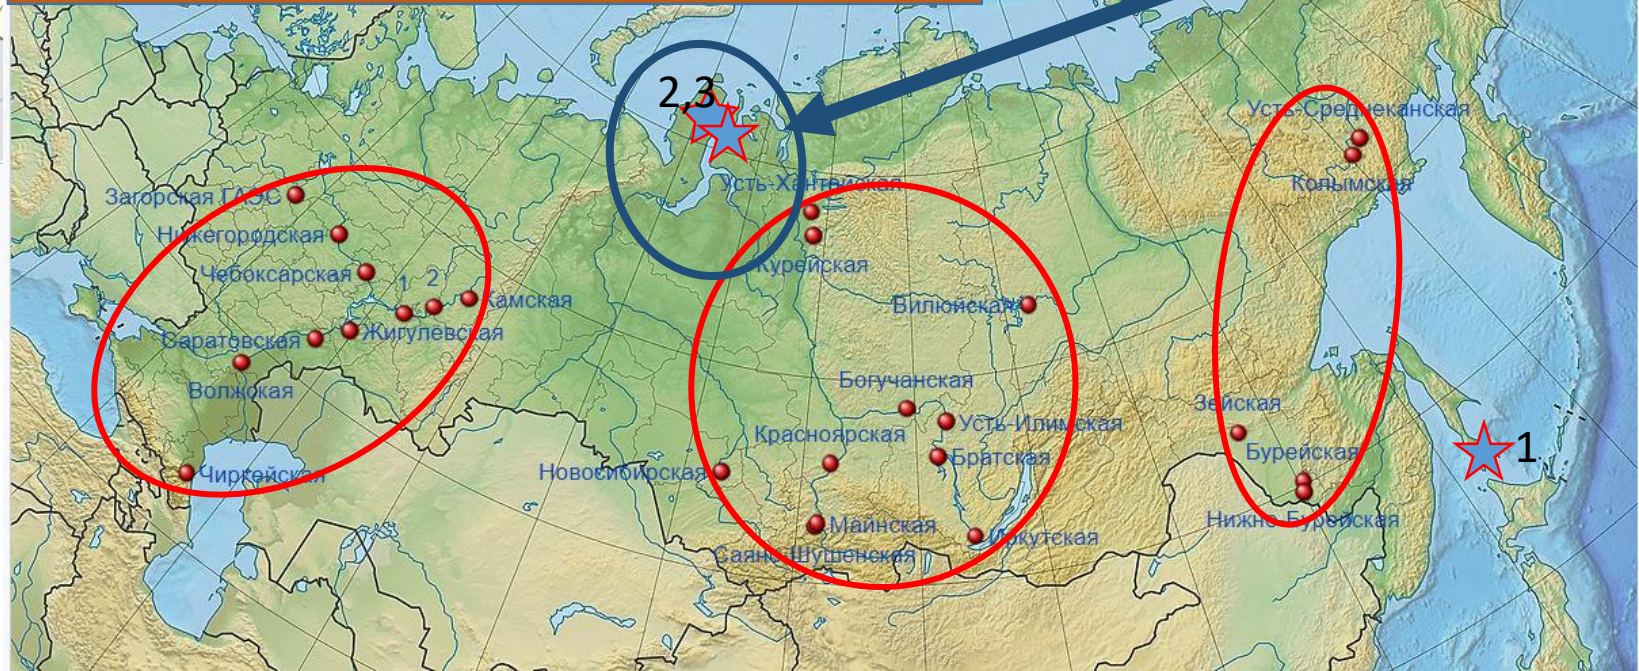 2,3
Усть-Среднеканская
Усть-Хантайская
Колымская
Загорская ГАЭС
Нижегородская
Чебоксарская
1
2
Камская
Курейская
Вилюйская
Саратовская
Жигулевская
Волжская
Богучанская
Зейская
Усть-Илимская
Красноярская
Братская
Бурейская
1
Новосибирская
Чиркейская
Майнская
Иркутская
Нижне-Бурейская
Саяно-Шушенская